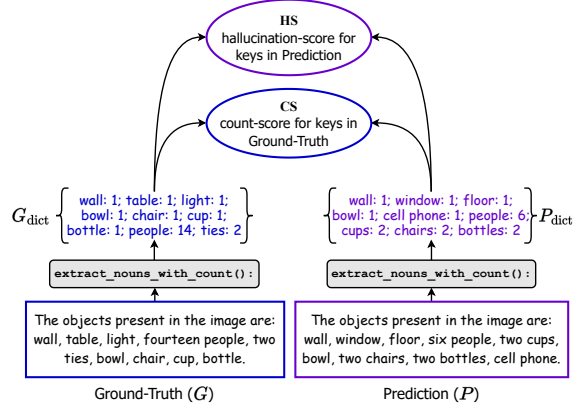 HS
hallucination-score for
keys in Prediction
CS
count-score for keys in
Ground-Truth
G_dict
wall: 1; table: 1; light: 1;
bowl: 1; chair: 1; cup: 1;
bottle: 1; people: 14; ties: 2
wall: 1; window: 1; floor: 1;
bowl: 1; cell phone: 1; people: 6;
cups: 2; chairs: 2; bottles: 2
P_dict
extract_nouns_with_count():
extract_nouns_with_count():
The objects present in the image are:
wall, table, light, fourteen people, two
ties, bowl, chair, cup, bottle.
The objects present in the image are:
wall, window, floor, six people, two cups,
bowl, two chairs, two bottles, cell phone.
Ground-Truth (G)
Prediction (P)